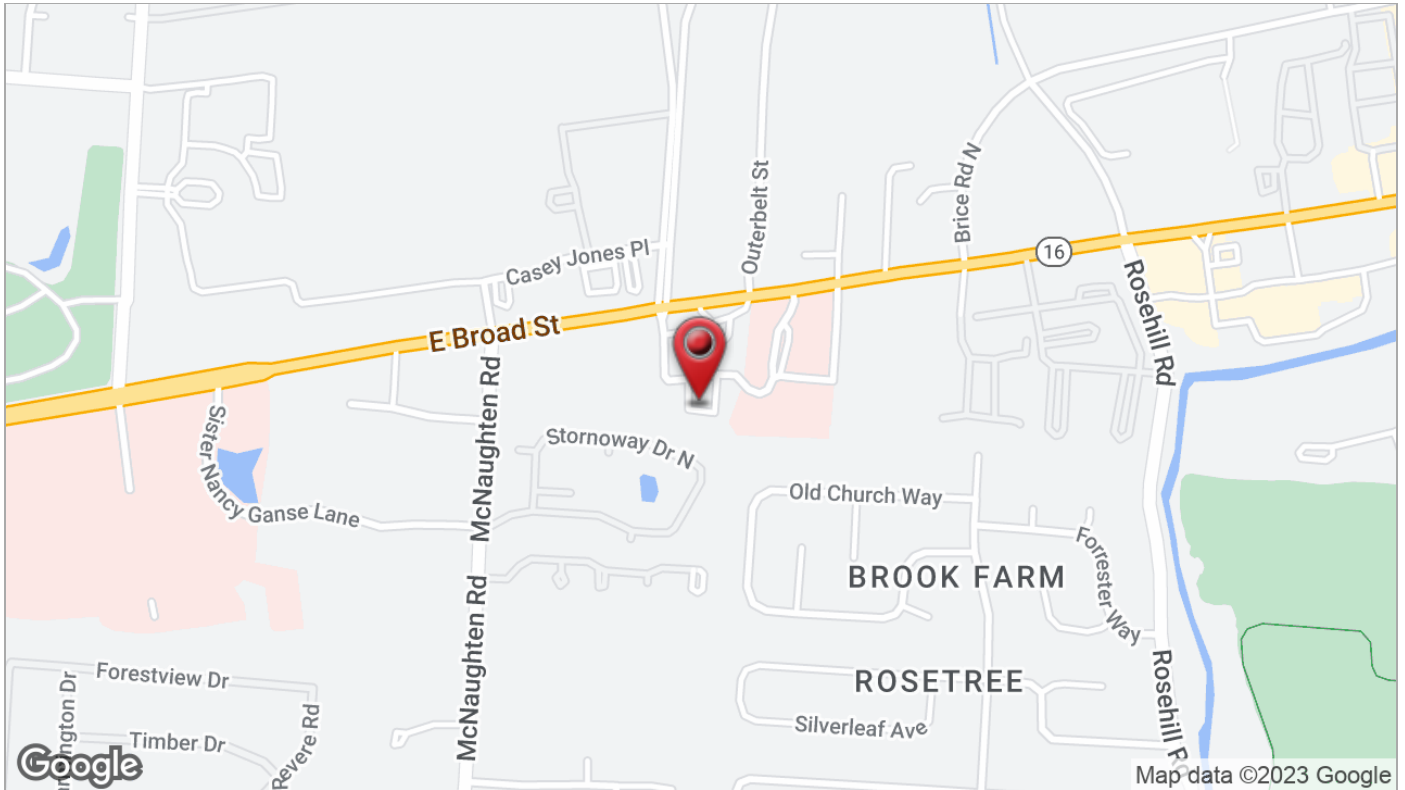 Outerbelt St
Brice Rd N
Casey Jones Pl
16
E Broad St
Rosehill Rd
McNaughten Rd
Sister Nancy Ganse Lane
Stornoway Dr N
Old Church Way
Forrester Way
BROOK FARM
McNaughten Rd
Forestview Dr
ROSETREE
Rosehill Rd
Silverleaf Ave
Timber Dr
Revere Rd
Google
Map data ©2023 Google